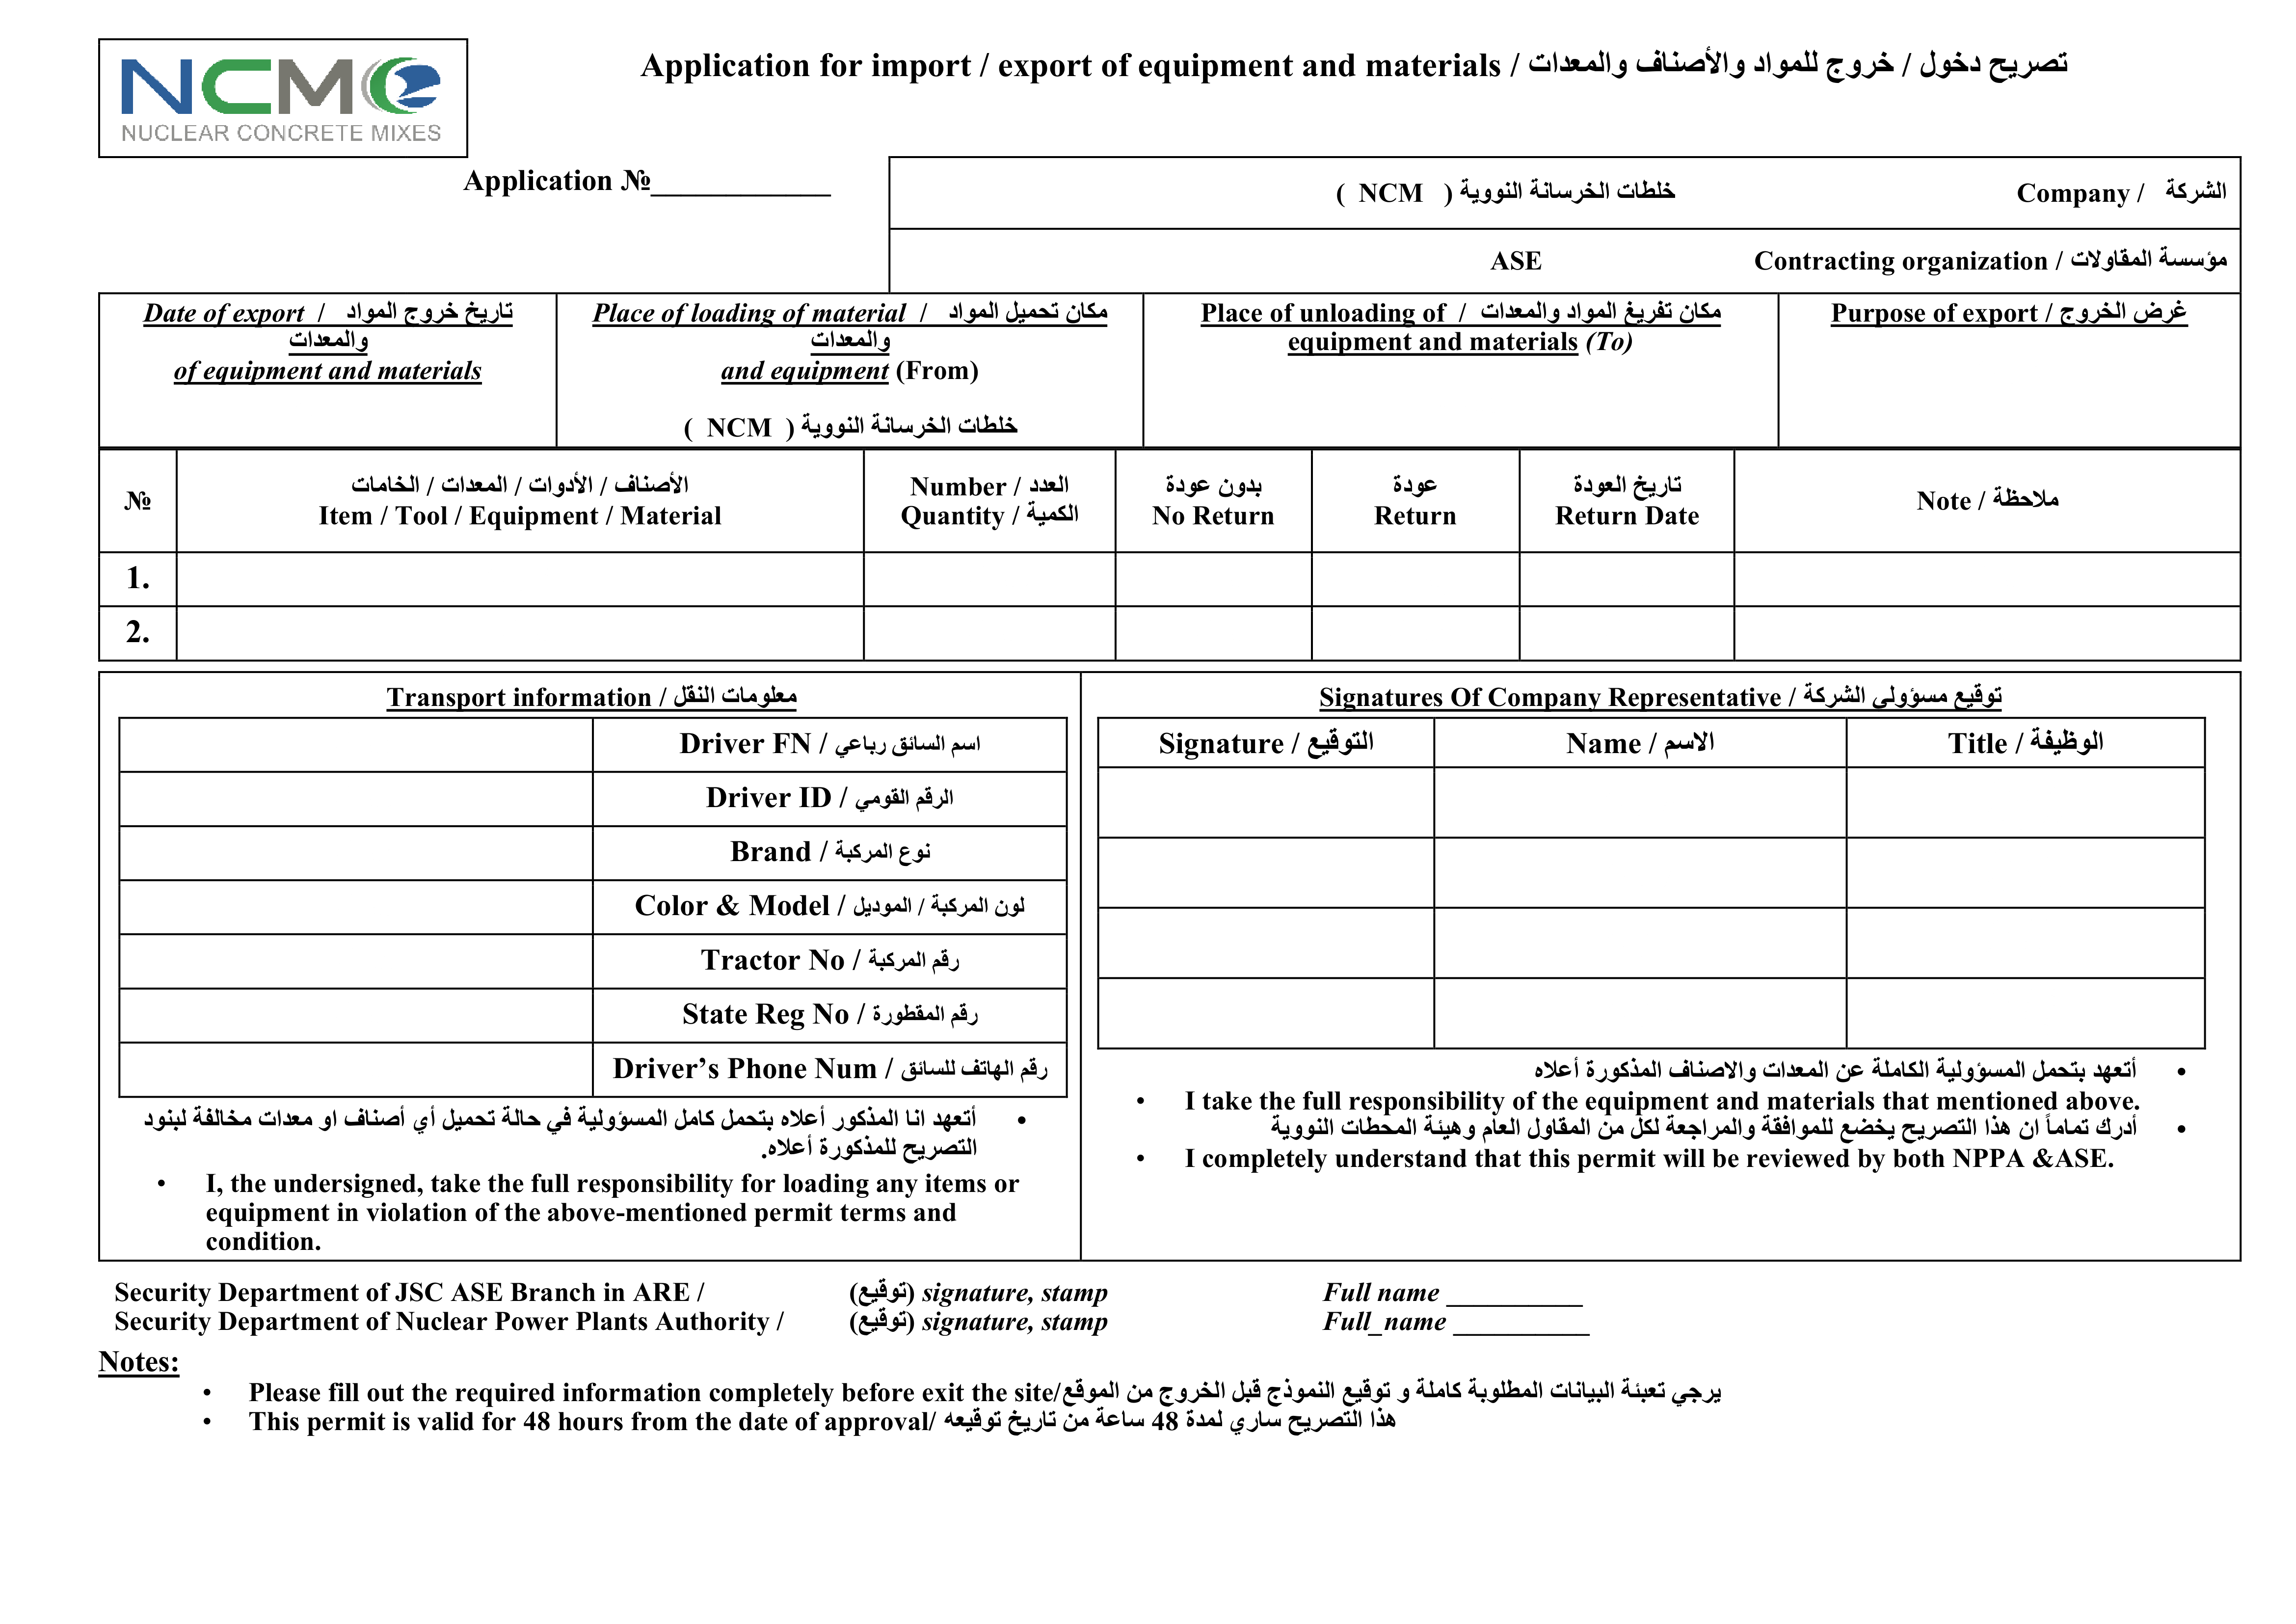 NCM
NUCLEAR CONCRETE MIXES
Application for import / export of equipment and materials / تصريح دخول / خروج للمواد والأصناف والمعدات
Application №____________
Company / الشركة
خلطات الخرسانة النووية ( NCM )
Contracting organization / مؤسسة المقاولات
ASE
Date of export / تاريخ خروج المواد
والمعدات
of equipment and materials
Place of loading of material / مكان تحميل المواد
والمعدات
and equipment (From)
خلطات الخرسانة النووية ( NCM )
Place of unloading of / مكان تفريغ المواد والمعدات
equipment and materials (To)
Purpose of export / غرض الخروج
№
الأصناف / الأدوات / المعدات / الخامات
Item / Tool / Equipment / Material
Number / العدد
Quantity / الكمية
بدون عودة
No Return
عودة
Return
تاريخ العودة
Return Date
Note / ملاحظة
1.
2.
Transport information / معلومات النقل
Driver FN / اسم السائق رباعي
Driver ID / الرقم القومي
Brand / نوع المركبة
Color & Model / لون المركبة / الموديل
Tractor No / رقم المركبة
State Reg No / رقم المقطورة
Driver’s Phone Num / رقم الهاتف للسائق
• أتعهد انا المذكور أعلاه بتحمل كامل المسؤولية في حالة تحميل أي أصناف او معدات مخالفة لبنود
التصريح للمذكورة أعلاه.
• I, the undersigned, take the full responsibility for loading any items or
equipment in violation of the above-mentioned permit terms and
condition.
Signatures Of Company Representative / توقيع مسؤولي الشركة
Signature / التوقيع
Name / الاسم
Title / الوظيفة
• أتعهد بتحمل المسؤولية الكاملة عن المعدات والاصناف المذكورة أعلاه
• I take the full responsibility of the equipment and materials that mentioned above.
• أدرك تماماً ان هذا التصريح يخضع للموافقة والمراجعة لكل من المقاول العام وهيئة المحطات النووية
• I completely understand that this permit will be reviewed by both NPPA &ASE.
Security Department of JSC ASE Branch in ARE / (توقيع) signature, stamp Full name __________
Security Department of Nuclear Power Plants Authority / (توقيع) signature, stamp Full_name __________
Notes:
• Please fill out the required information completely before exit the site/يرجي تعبئة البيانات المطلوبة كاملة و توقيع النموذج قبل الخروج من الموقع
• This permit is valid for 48 hours from the date of approval/ هذا التصريح ساري لمدة 48 ساعة من تاريخ توقيعه